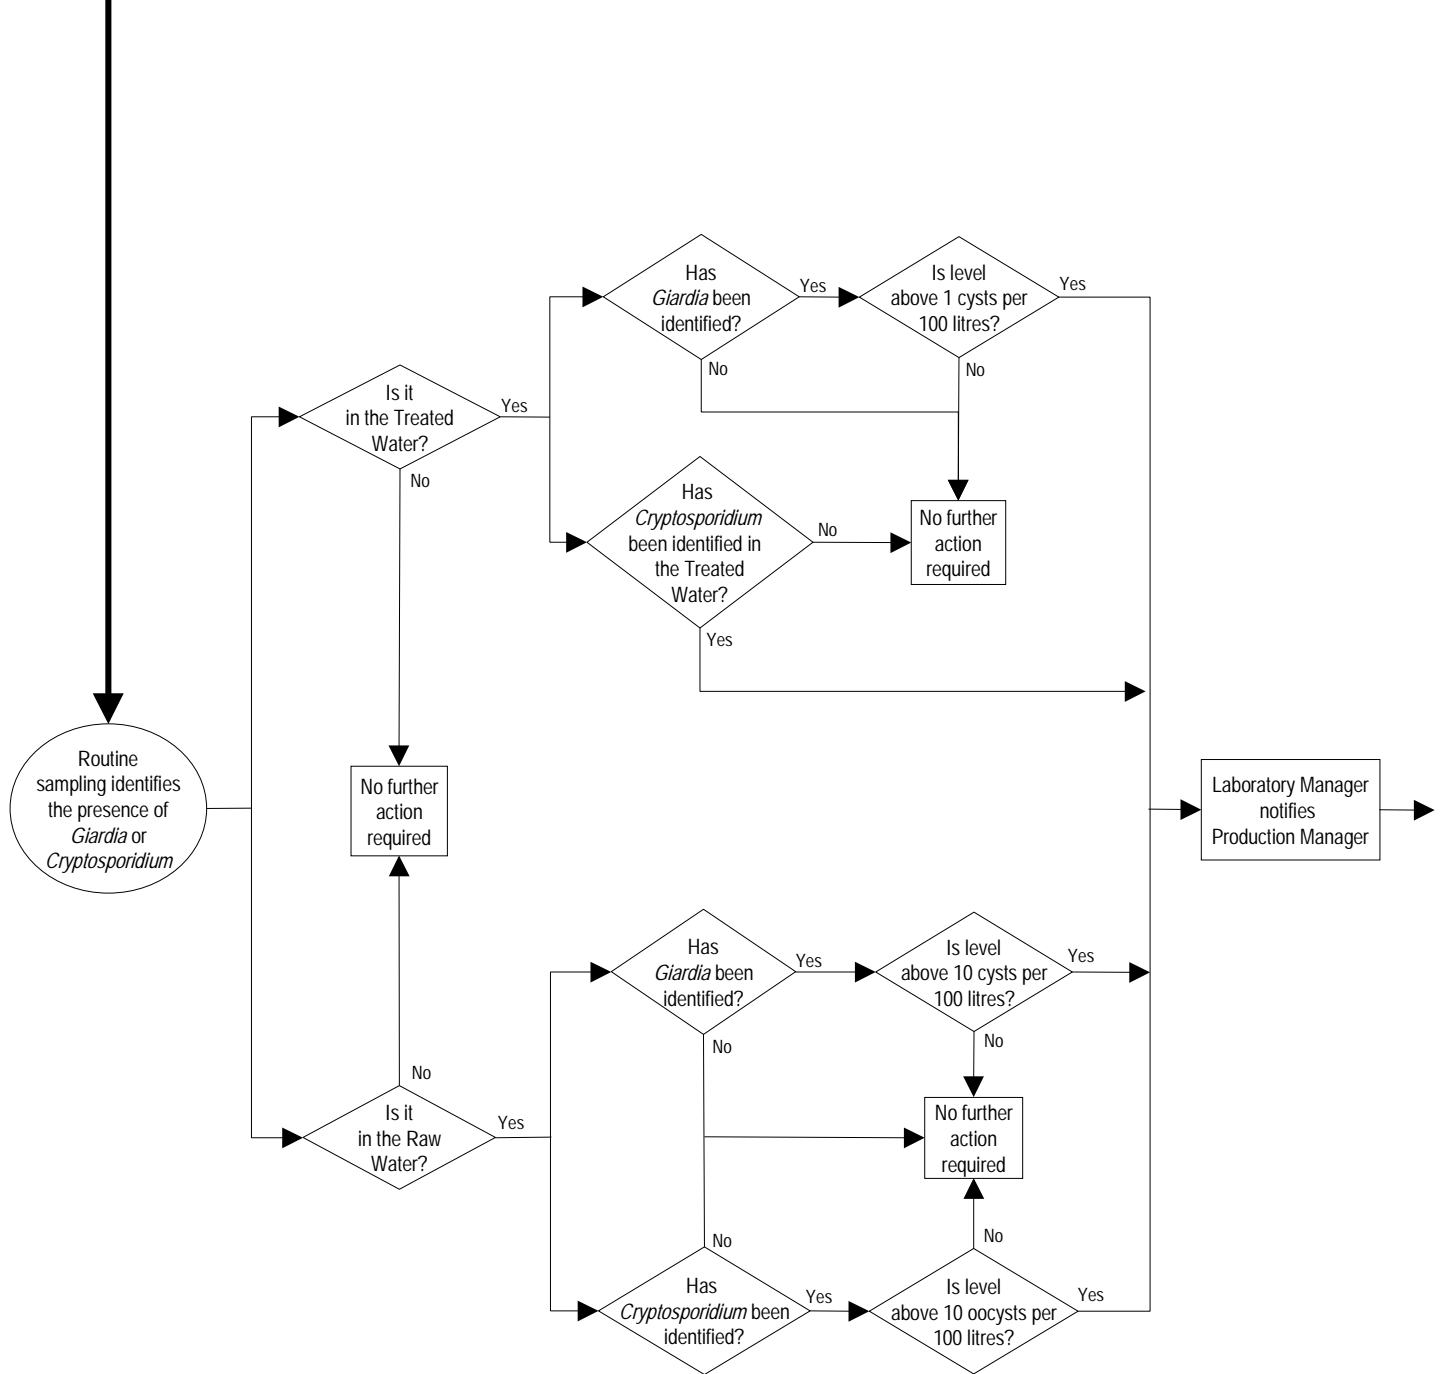 Has
Giardia been
identified?
Yes
Is level
above 1 cysts per
100 litres?
Yes
No
No
Is it
in the Treated
Water?
Yes
No
Has
Cryptosporidium
been identified in
the Treated
Water?
No
Yes
No further
action
required
Routine
sampling identifies
the presence of
Giardia or
Cryptosporidium
No further
action
required
Laboratory Manager
notifies
Production Manager
Has
Giardia been
identified?
Yes
Is level
above 10 cysts per
100 litres?
Yes
No
No
No
Is it
in the Raw
Water?
Yes
No further
action
required
No
No
Has
Cryptosporidium been
identified?
Yes
Is level
above 10 oocysts per
100 litres?
Yes